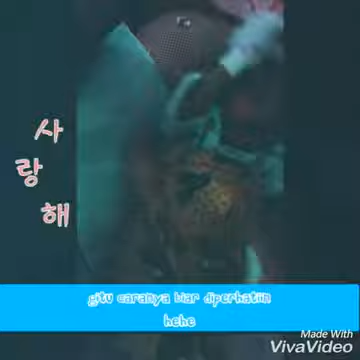 사
랑
해
gitu caranya biar diperhatiin
hehe
Made With
VivaVideo